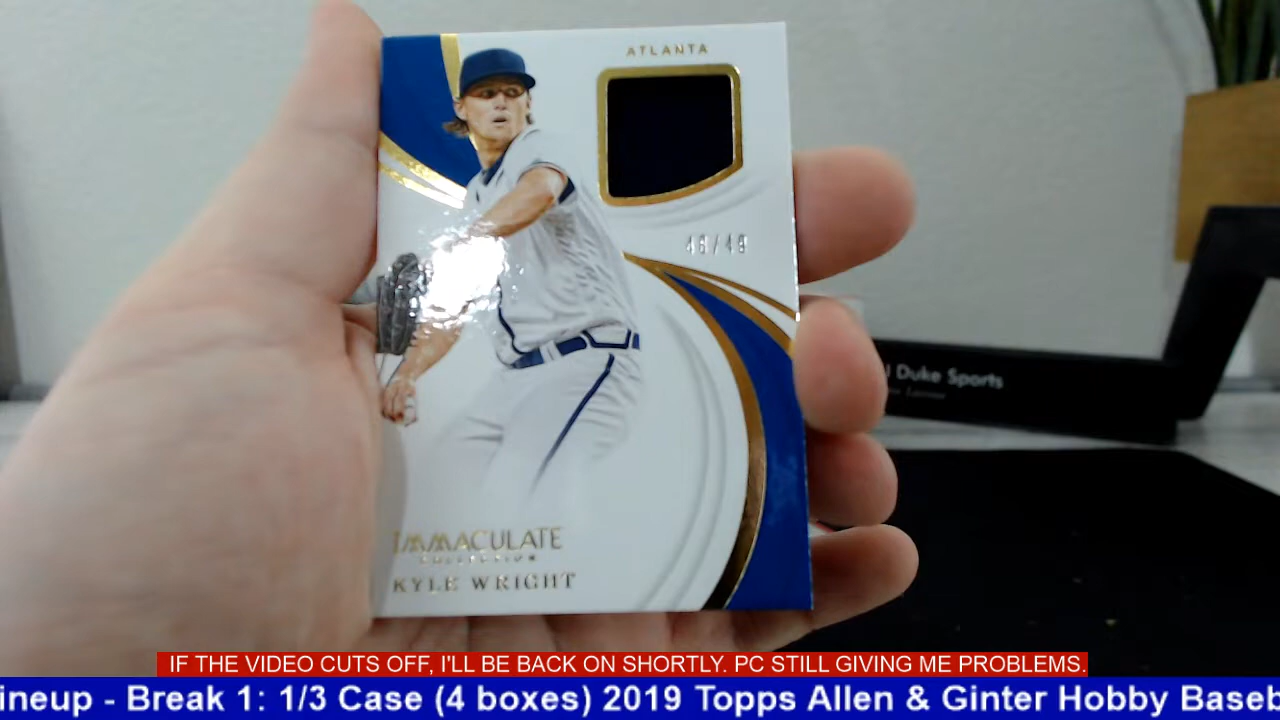 ATLANTA
48/49
IMMACULATE
COLLECTION
KYLE WRIGHT
l Duke Sports
IF THE VIDEO CUTS OFF, I'LL BE BACK ON SHORTLY. PC STILL GIVING ME PROBLEMS.
ineup - Break 1: 1/3 Case (4 boxes) 2019 Topps Allen & Ginter Hobby Baseb